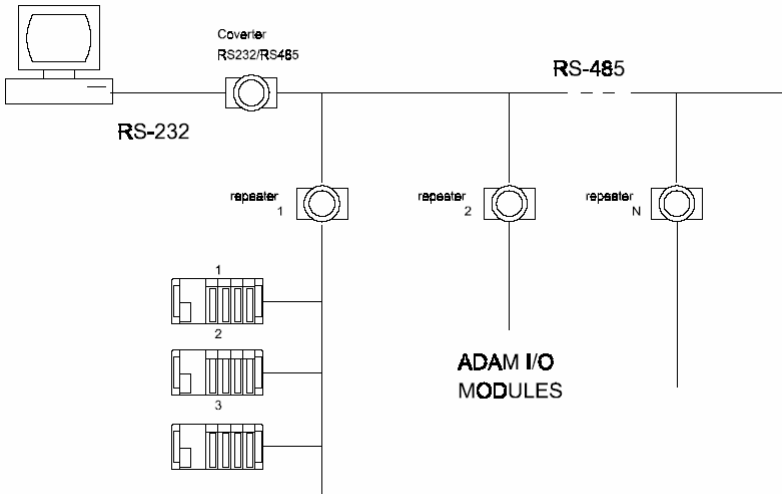 Coverter
RS232/RS485
RS-485
RS-232
repeater
1
repeater
2
repeater
N
1
2
3
ADAM I/O
MODULES